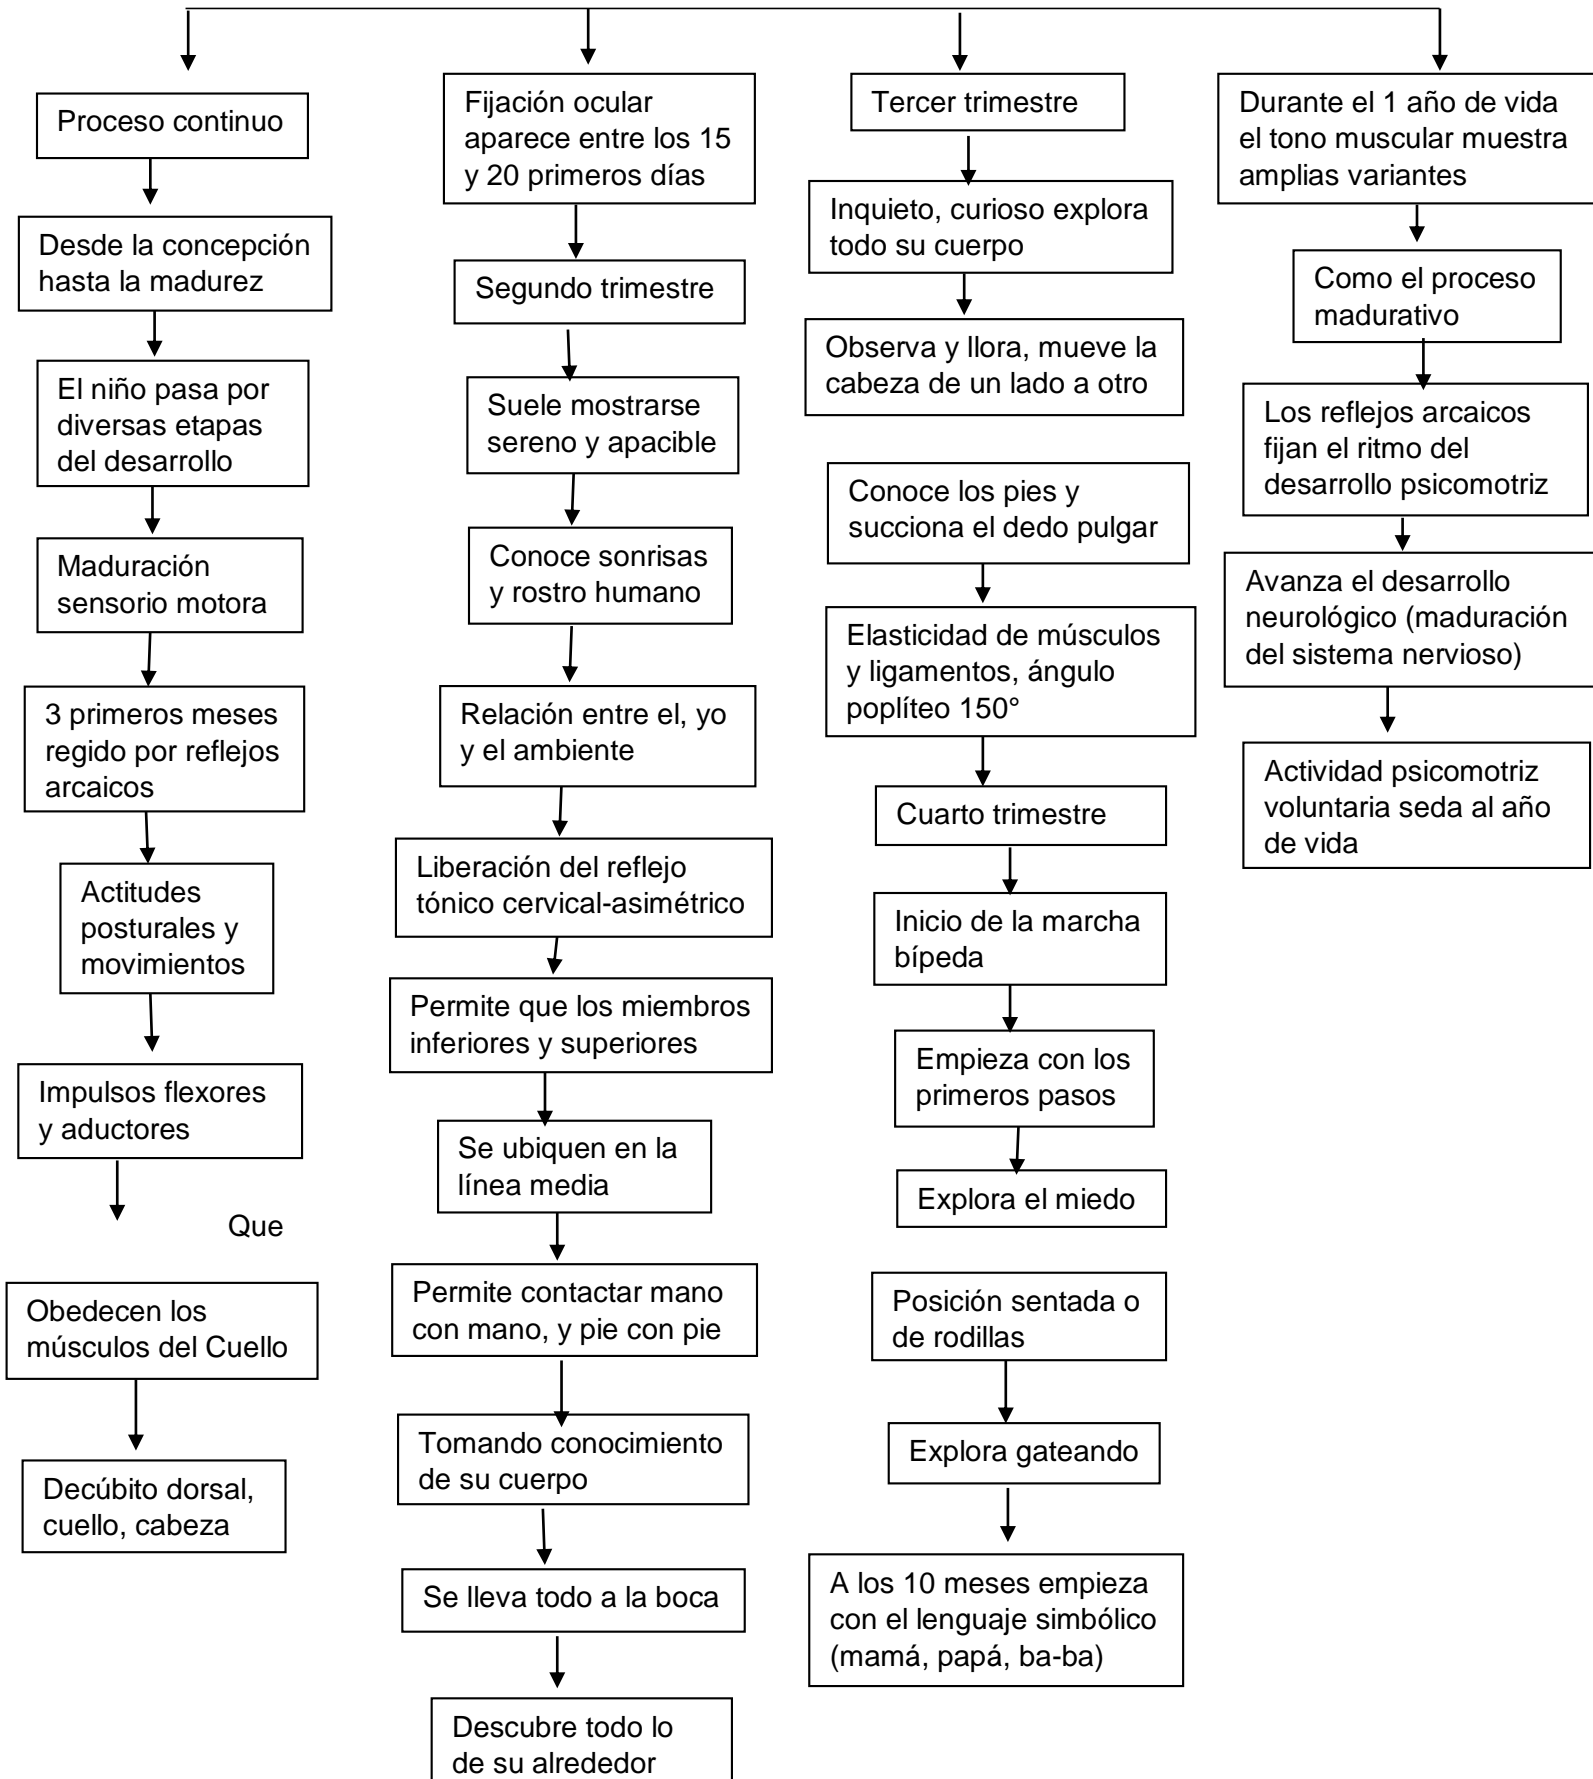 Proceso continuo
Desde la concepción
hasta la madurez
El niño pasa por
diversas etapas
del desarrollo
Maduración
sensorio motora
3 primeros meses
regido por reflejos
arcaicos
Actitudes
posturales y
movimientos
Impulsos flexores
y aductores
Que
Obedecen los
músculos del Cuello
Decúbito dorsal,
cuello, cabeza
Fijación ocular
aparece entre los 15
y 20 primeros días
Segundo trimestre
Suele mostrarse
sereno y apacible
Conoce sonrisas
y rostro humano
Relación entre el, yo
y el ambiente
Liberación del reflejo
tónico cervical-asimétrico
Permite que los miembros
inferiores y superiores
Se ubiquen en la
línea media
Permite contactar mano
con mano, y pie con pie
Tomando conocimiento
de su cuerpo
Se lleva todo a la boca
Descubre todo lo
de su alrededor
Tercer trimestre
Inquieto, curioso explora
todo su cuerpo
Observa y llora, mueve la
cabeza de un lado a otro
Conoce los pies y
succiona el dedo pulgar
Elasticidad de músculos
y ligamentos, ángulo
poplíteo 150°
Cuarto trimestre
Inicio de la marcha
bípeda
Empieza con los
primeros pasos
Explora el miedo
Posición sentada o
de rodillas
Explora gateando
A los 10 meses empieza
con el lenguaje simbólico
(mamá, papá, ba-ba)
Durante el 1 año de vida
el tono muscular muestra
amplias variantes
Como el proceso
madurativo
Los reflejos arcaicos
fijan el ritmo del
desarrollo psicomotriz
Avanza el desarrollo
neurológico (maduración
del sistema nervioso)
Actividad psicomotriz
voluntaria seda al año
de vida